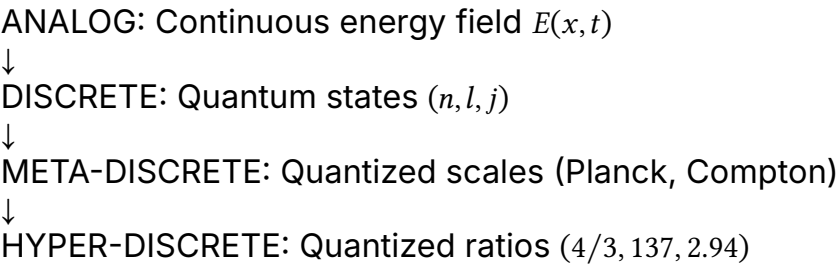 ANALOG: Continuous energy field E(x, t)
↓
DISCRETE: Quantum states (n, l, j)
↓
META-DISCRETE: Quantized scales (Planck, Compton)
↓
HYPER-DISCRETE: Quantized ratios (4/3, 137, 2.94)